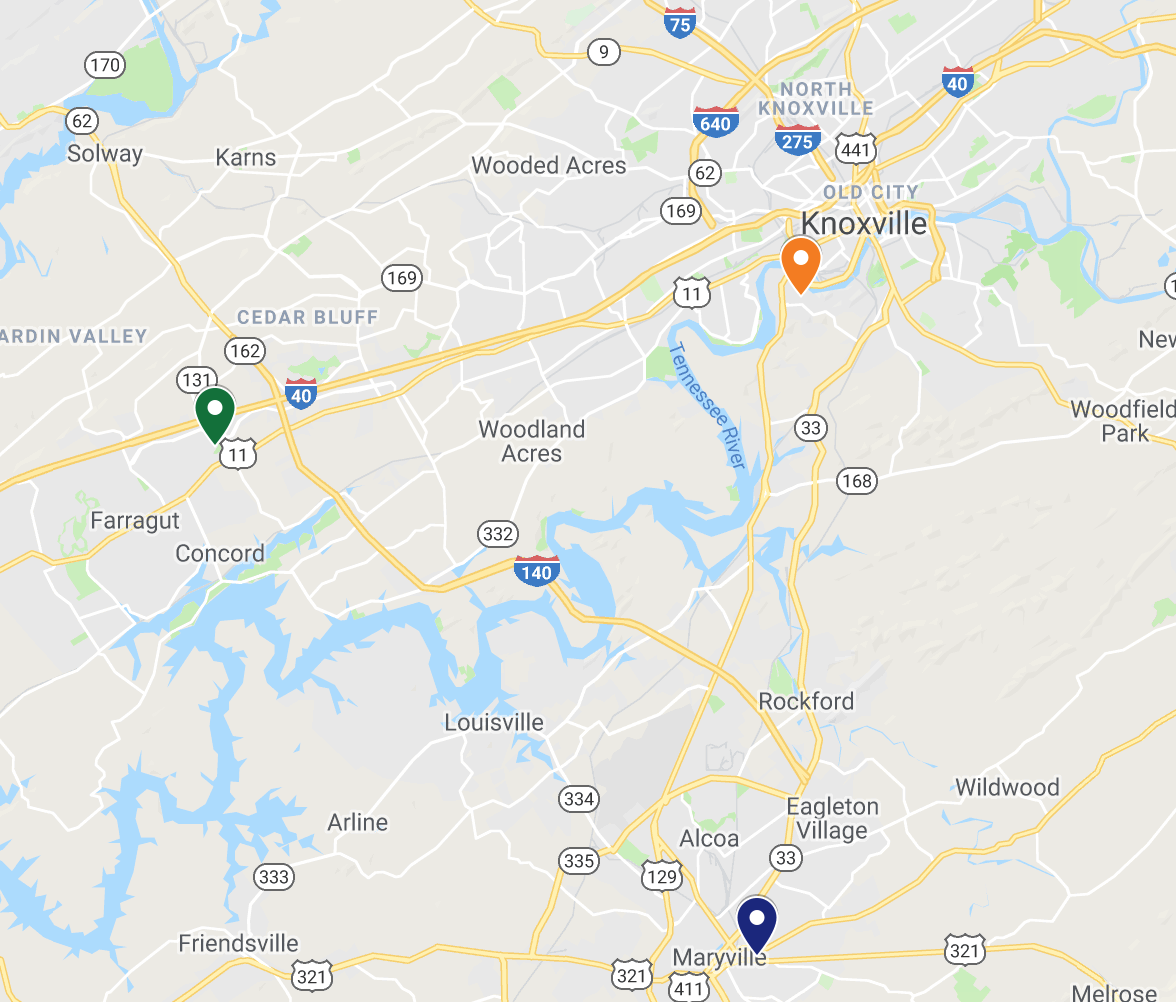 75
9
170
40
NORTH
KNOXVILLE
640
62
275
441
Solway
Karns
Wooded Acres
62
OLD CITY
169
Knoxville
169
11
CEDAR BLUFF
ARDIN VALLEY
New
162
131
40
Tennessee River
Woodfield
Park
33
Woodland
Acres
11
168
Farragut
332
Concord
140
Rockford
Louisville
Wildwood
334
Eagleton
Village
Arline
Alcoa
335
33
129
333
Friendsville
Maryville
321
321
321
411
Melrose